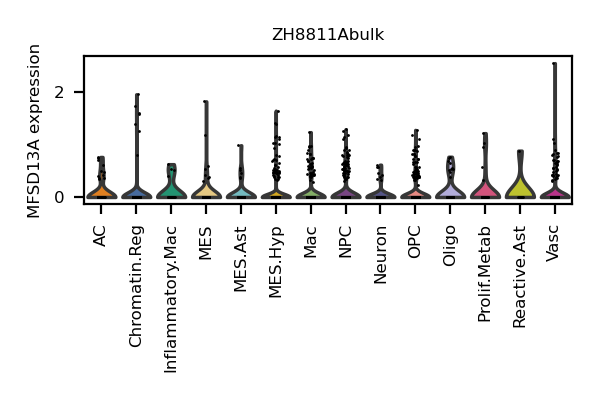 ZH8811Abulk
MFSD13A expression
2
0
AC
Chromatin.Reg
Inflammatory.Mac
MES
MES.Ast
MES.Hyp
Mac
NPC
Neuron
OPC
Oligo
Prolif.Metab
Reactive.Ast
Vasc